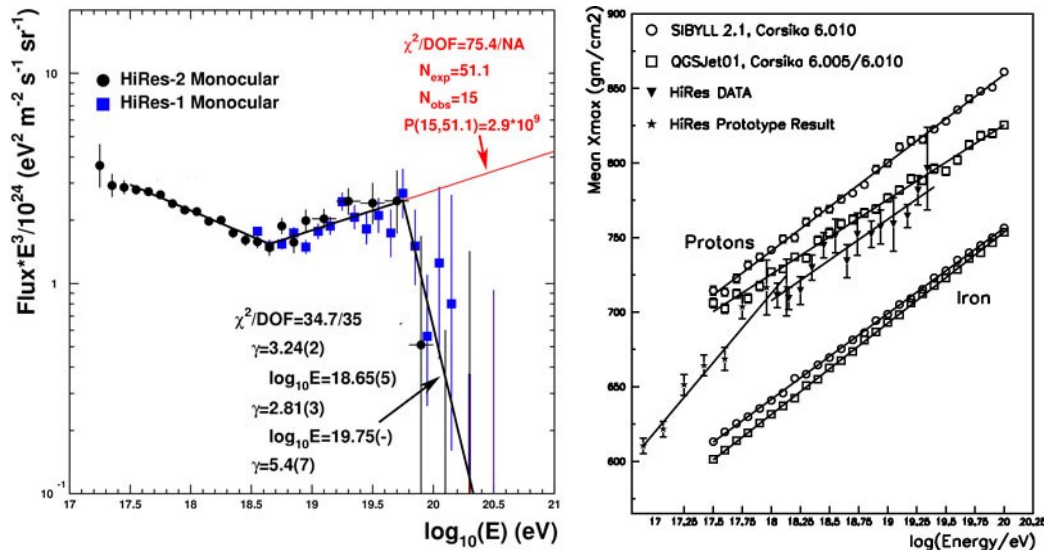 Flux*E³/10²⁴ (eV² m⁻² s⁻¹ sr⁻¹)
10
1
10⁻¹
HiRes-2 Monocular
HiRes-1 Monocular
χ²/DOF=75.4/NA
Nexp=51.1
Nobs=15
P(15,51.1)=2.9*10⁹
χ²/DOF=34.7/35
γ=3.24(2)
log₁₀E=18.65(5)
γ=2.81(3)
log₁₀E=19.75(-)
γ=5.4(7)
17 17.5 18 18.5 19 19.5 20 20.5 21
log₁₀(E) (eV)
Mean Xmax (gm/cm2)
900
850
800
750
700
650
600
SIBYLL 2.1, Corsika 6.010
QGSJet01, Corsika 6.005/6.010
HiRes DATA
HiRes Prototype Result
Protons
Iron
17 17.25 17.5 17.75 18 18.25 18.5 18.75 19 19.25 19.5 19.75 20 20.25
log(Energy/eV)